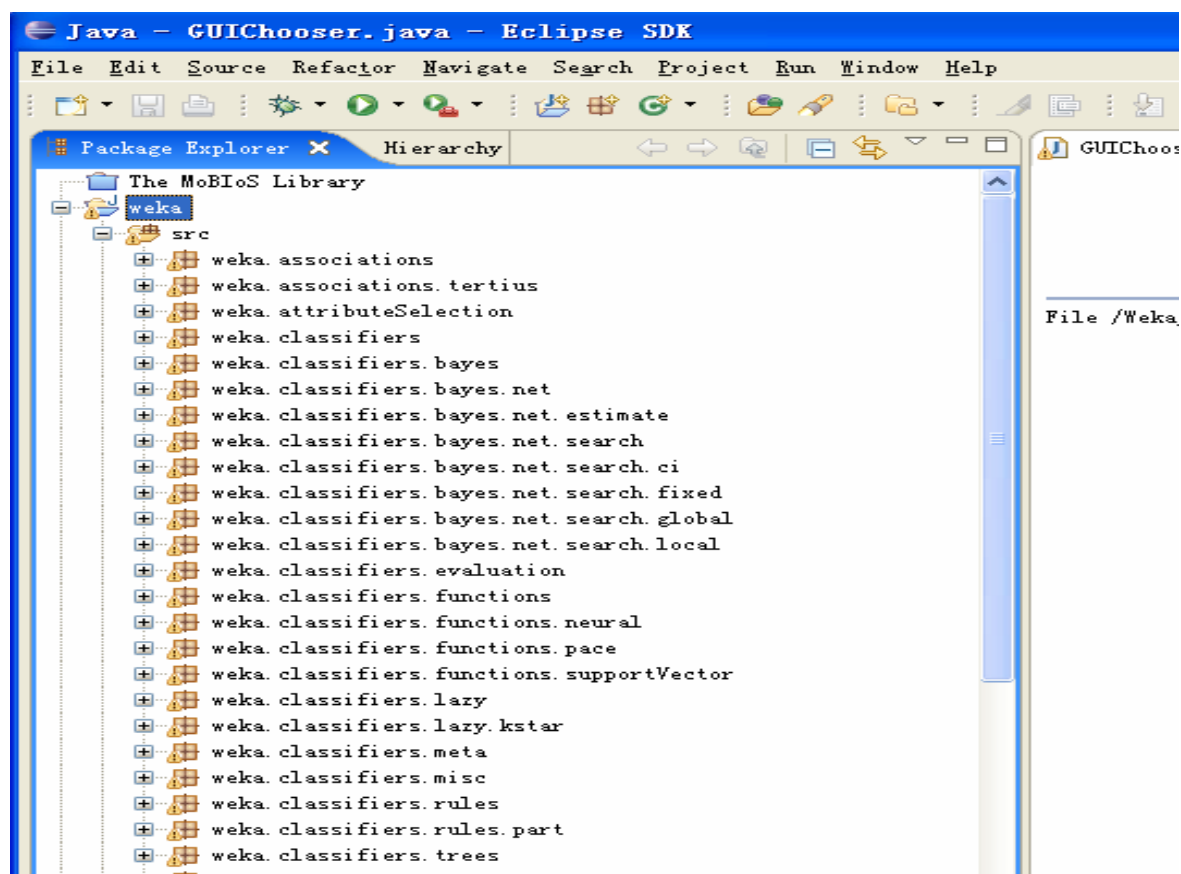 Java - GUIChooser.java - Eclipse SDK
File Edit Source Refactor Navigate Search Project Run Window Help
Package Explorer Hierarchy
GUIChoos
The MoBIoS Library
weka
src
weka.associations
weka.associations.tertius
weka.attributeSelection
File /Weka_
weka.classifiers
weka.classifiers.bayes
weka.classifiers.bayes.net
weka.classifiers.bayes.net.estimate
weka.classifiers.bayes.net.search
weka.classifiers.bayes.net.search.ci
weka.classifiers.bayes.net.search.fixed
weka.classifiers.bayes.net.search.global
weka.classifiers.bayes.net.search.local
weka.classifiers.evaluation
weka.classifiers.functions
weka.classifiers.functions.neural
weka.classifiers.functions.pace
weka.classifiers.functions.supportVector
weka.classifiers.lazy
weka.classifiers.lazy.kstar
weka.classifiers.meta
weka.classifiers.misc
weka.classifiers.rules
weka.classifiers.rules.part
weka.classifiers.trees